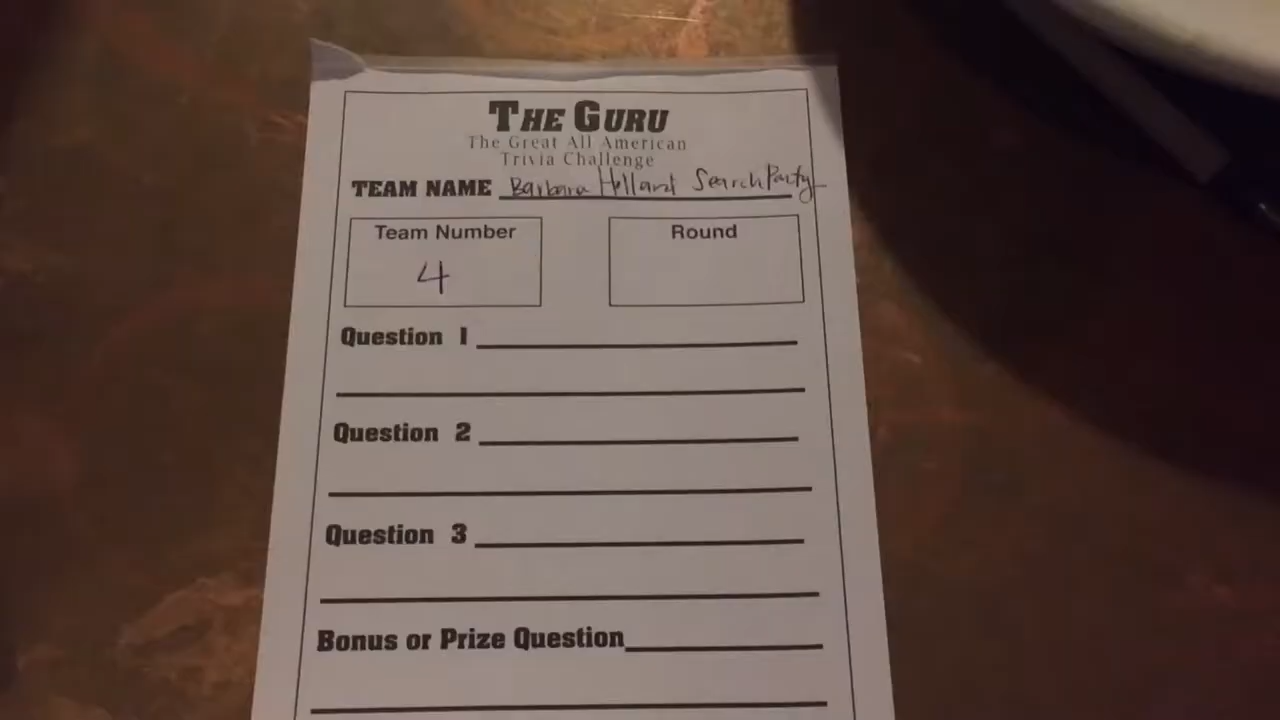 THE GURU
The Great All American
Trivia Challenge
TEAM NAME Barbara Holland Search Party
Team Number
Round
4
Question 1
Question 2
Question 3
Bonus or Prize Question